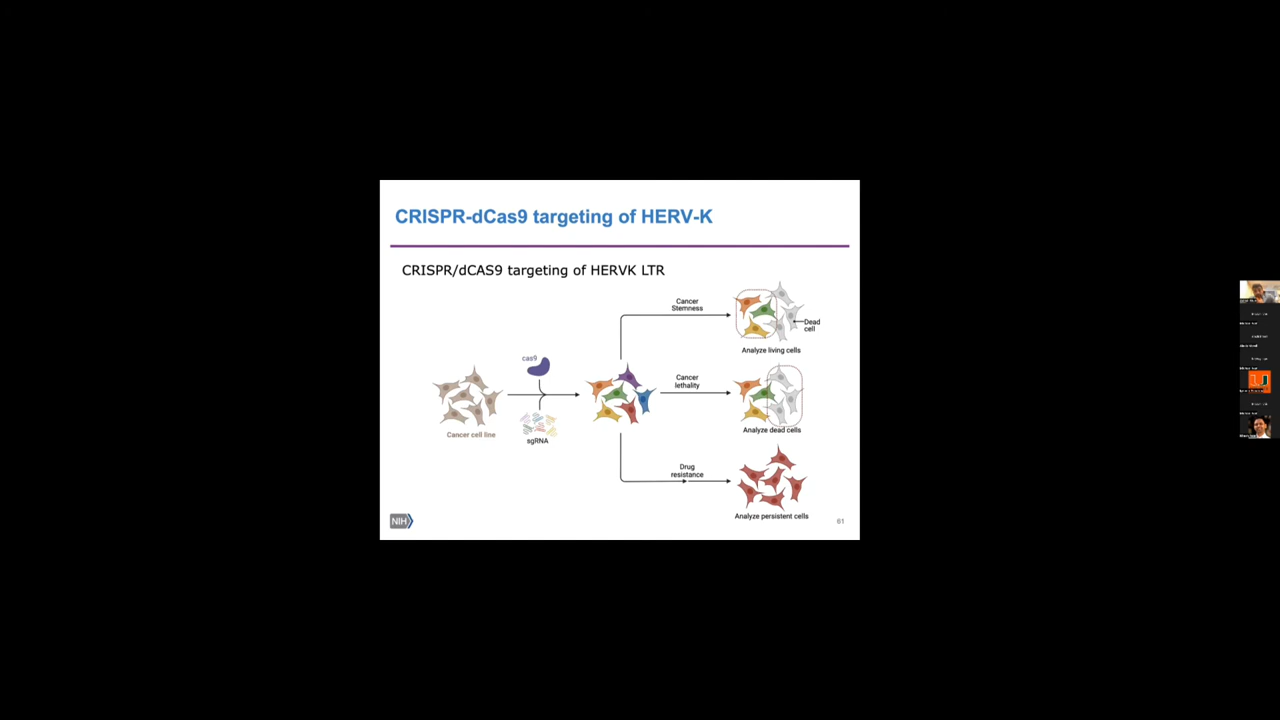 CRISPR-dCas9 targeting of HERV-K
CRISPR/dCAS9 targeting of HERVK LTR
Cancer
Stemness
Dead
cell
Analyze living cells
cas9
Cancer
lethality
sgRNA
Cancer cell line
Analyze dead cells
Drug
resistance
Analyze persistent cells
NIH
61